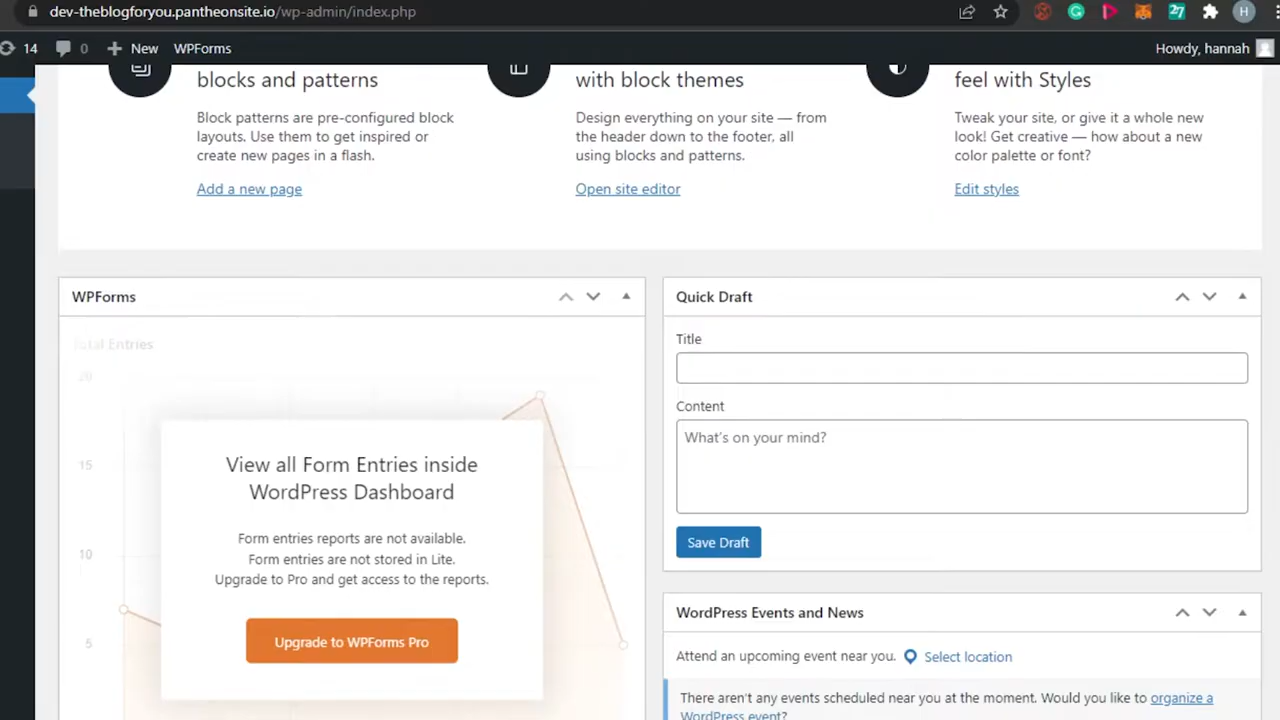 dev-theblogforyou.pantheonsite.io/wp-admin/index.php
H
14
0
New
WPForms
Howdy, hannah
blocks and patterns
Block patterns are pre-configured block
layouts. Use them to get inspired or
create new pages in a flash.
Add a new page
with block themes
Design everything on your site — from
the header down to the footer, all
using blocks and patterns.
Open site editor
feel with Styles
Tweak your site, or give it a whole new
look! Get creative — how about a new
color palette or font?
Edit styles
WPForms
Total Entries
20
15
10
5
View all Form Entries inside
WordPress Dashboard
Form entries reports are not available.
Form entries are not stored in Lite.
Upgrade to Pro and get access to the reports.
Upgrade to WPForms Pro
Quick Draft
Title
Content
What's on your mind?
Save Draft
WordPress Events and News
Attend an upcoming event near you.
Select location
There aren't any events scheduled near you at the moment. Would you like to organize a
WordPress event?